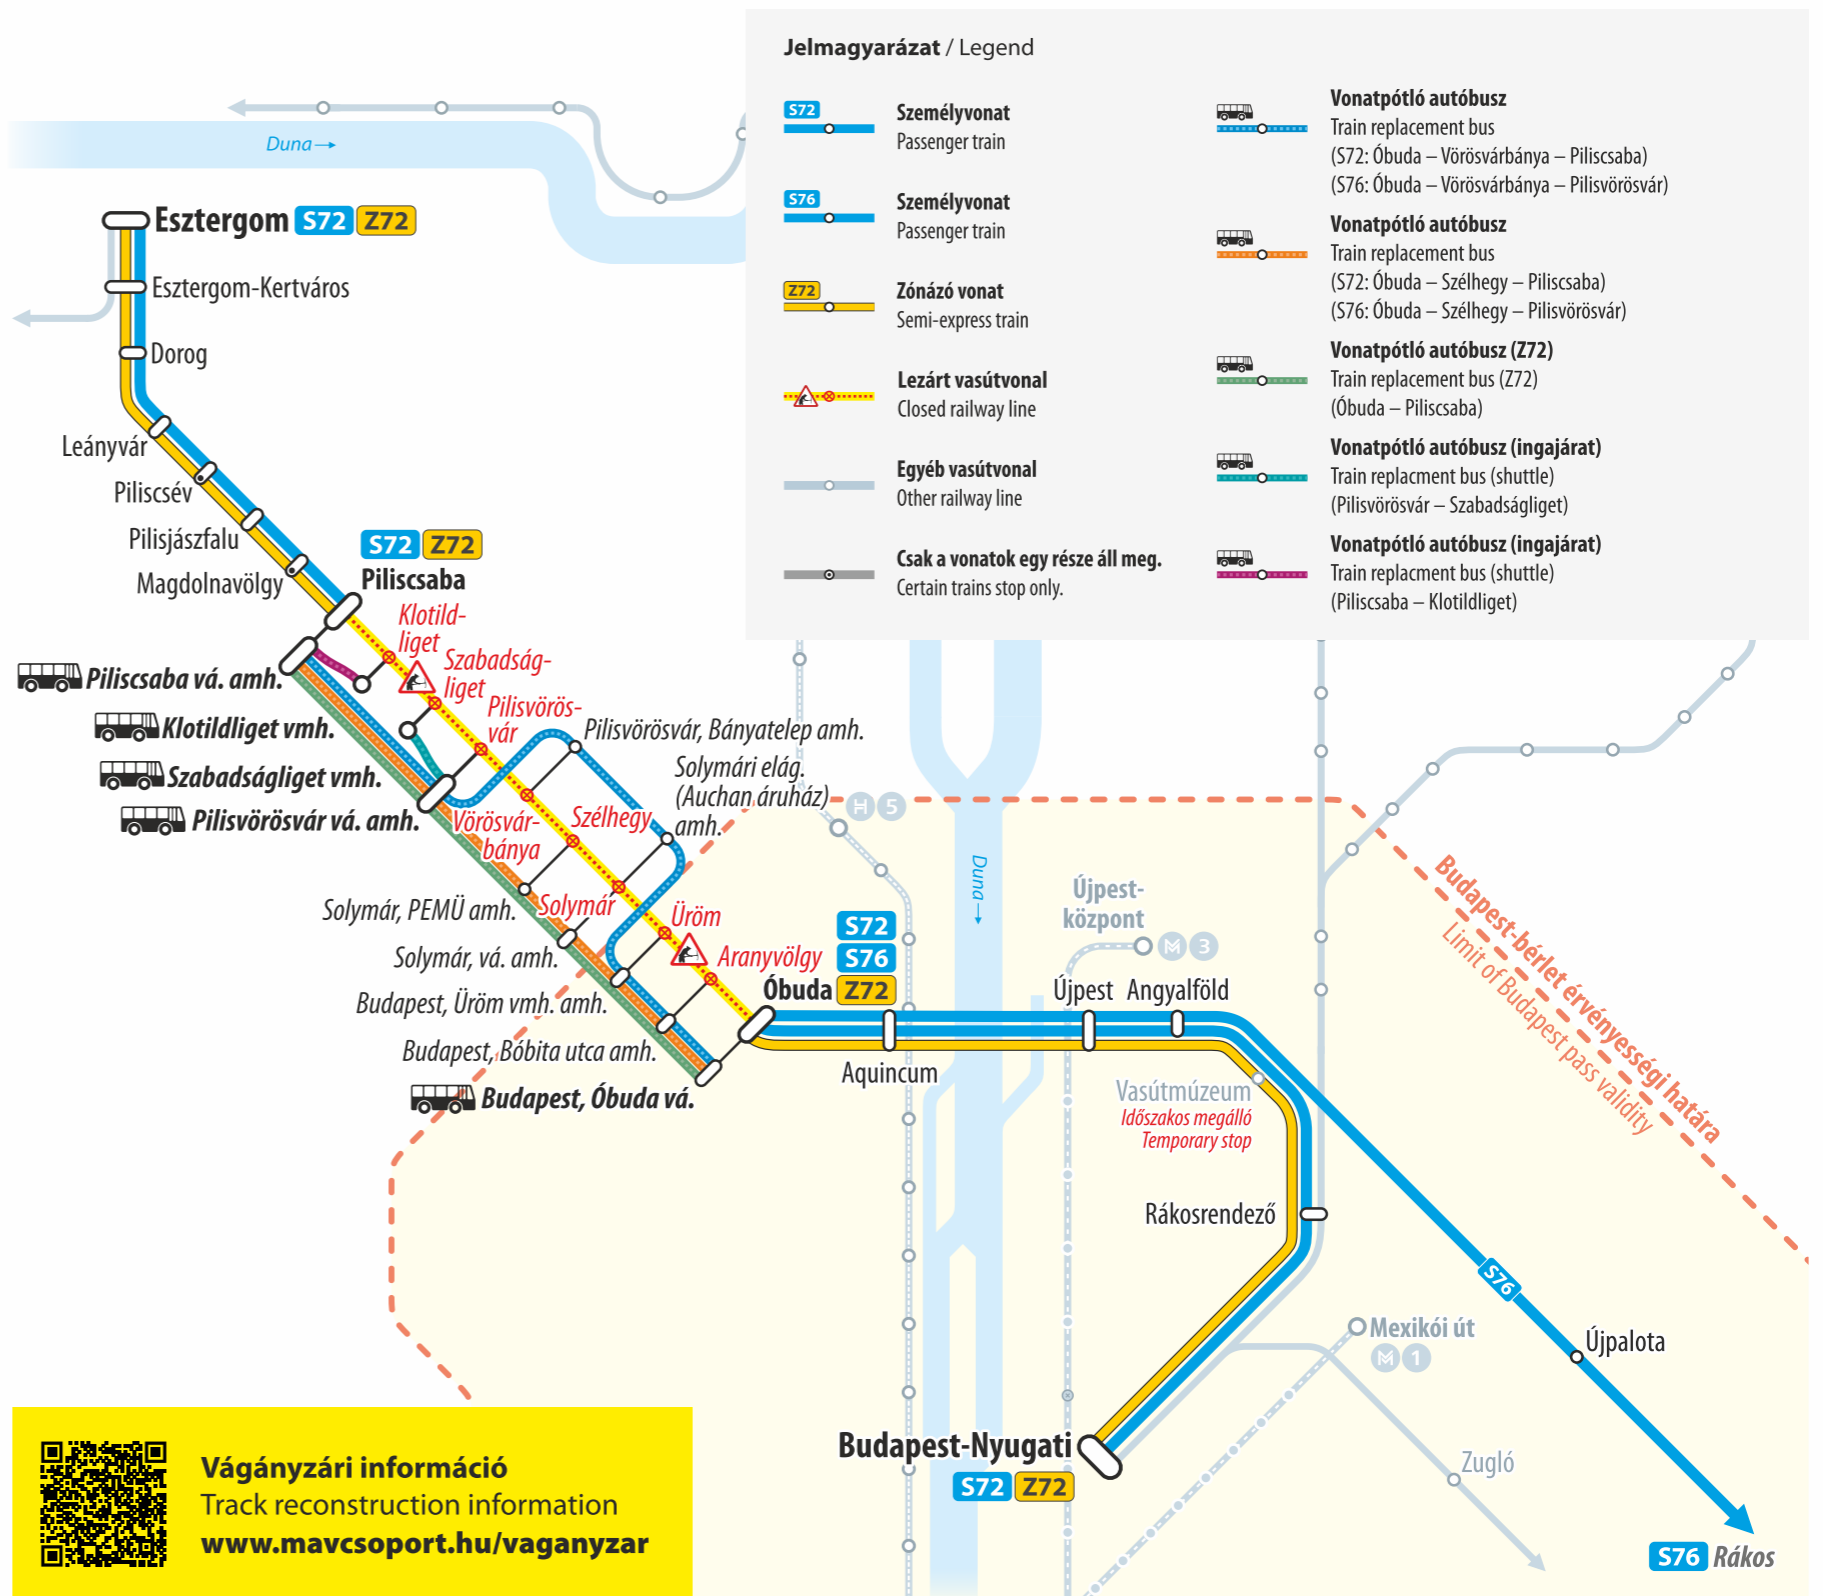 Jelmagyarázat / Legend
S72
Személyvonat
Passenger train
S76
Személyvonat
Passenger train
Z72
Zónázó vonat
Semi-express train
Lezárt vasútvonal
Closed railway line
Egyéb vasútvonal
Other railway line
Csak a vonatok egy része áll meg.
Certain trains stop only.
Vonatpótló autóbusz
Train replacement bus
(S72: Óbuda – Vörösvárbánya – Piliscsaba)
(S76: Óbuda – Vörösvárbánya – Pilisvörösvár)
Vonatpótló autóbusz
Train replacement bus
(S72: Óbuda – Szélhegy – Piliscsaba)
(S76: Óbuda – Szélhegy – Pilisvörösvár)
Vonatpótló autóbusz (Z72)
Train replacement bus (Z72)
(Óbuda – Piliscsaba)
Vonatpótló autóbusz (ingajárat)
Train replacment bus (shuttle)
(Pilisvörösvár – Szabadságliget)
Vonatpótló autóbusz (ingajárat)
Train replacment bus (shuttle)
(Piliscsaba – Klotildliget)
Duna→
Esztergom S72 Z72
Esztergom-Kertváros
Dorog
Leányvár
Piliscsév
Pilisjászfalu
Magdolnavölgy
S72 Z72
Piliscsaba
Klotild-
liget
Szabadság-
liget
Pilisvörös-
vár
Piliscsaba vá. amh.
Klotildliget vmh.
Szabadságliget vmh.
Pilisvörösvár vá. amh.
Pilisvörösvár, Bányatelep amh.
Solymári elág.
(Auchan áruház)
amh.
Vörösvár-
bánya
Szélhegy
Solymár
Üröm
Aranyvölgy
Solymár, PEMÜ amh.
Solymár, vá. amh.
Budapest, Üröm vmh. amh.
Budapest, Bóbita utca amh.
Budapest, Óbuda vá.
S72
S76
Óbuda Z72
H 5
Duna→
Újpest-
központ
M 3
Újpest
Angyalföld
Aquincum
Vasútmúzeum
Időszakos megálló
Temporary stop
Rákosrendező
Budapest-bérlet érvényességi határa
Limit of Budapest pass validity
S76
Mexikói út
M 1
Újpalota
Zugló
Budapest-Nyugati
S72 Z72
S76 Rákos
Vágányzári információ
Track reconstruction information
www.mavcsoport.hu/vaganyzar